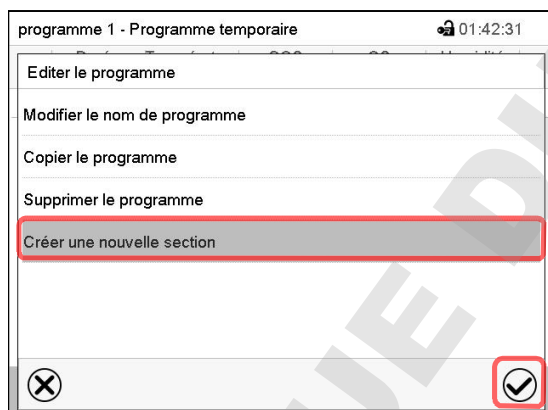 programme 1 - Programme temporaire 01:42:31
Editer le programme
Modifier le nom de programme
Copier le programme
Supprimer le programme
Créer une nouvelle section